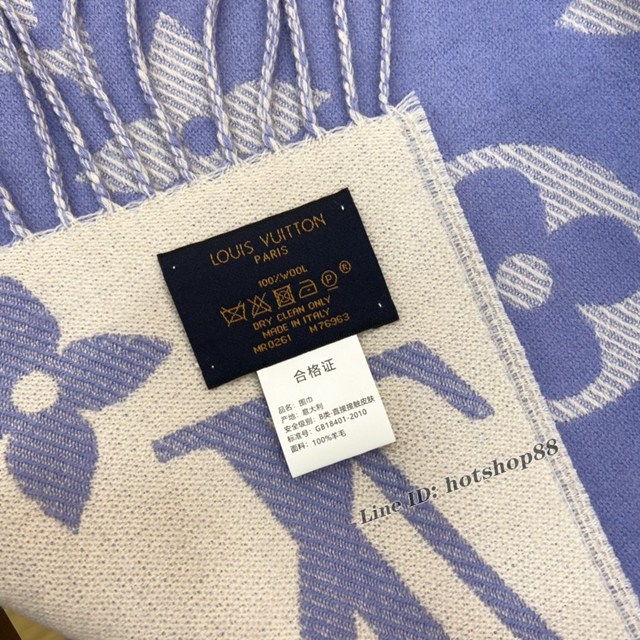 LOUIS VUITTON
PARIS
100/WOOL
P®
DRY CLEAN ONLY
MADE IN ITALY
MR0261 M76963
合格证
品名: 围巾
产地: 意大利
安全级别: B类-直接接触皮肤
标准号: GB18401-2010
面料: 100%羊毛
Line ID: hotshop88